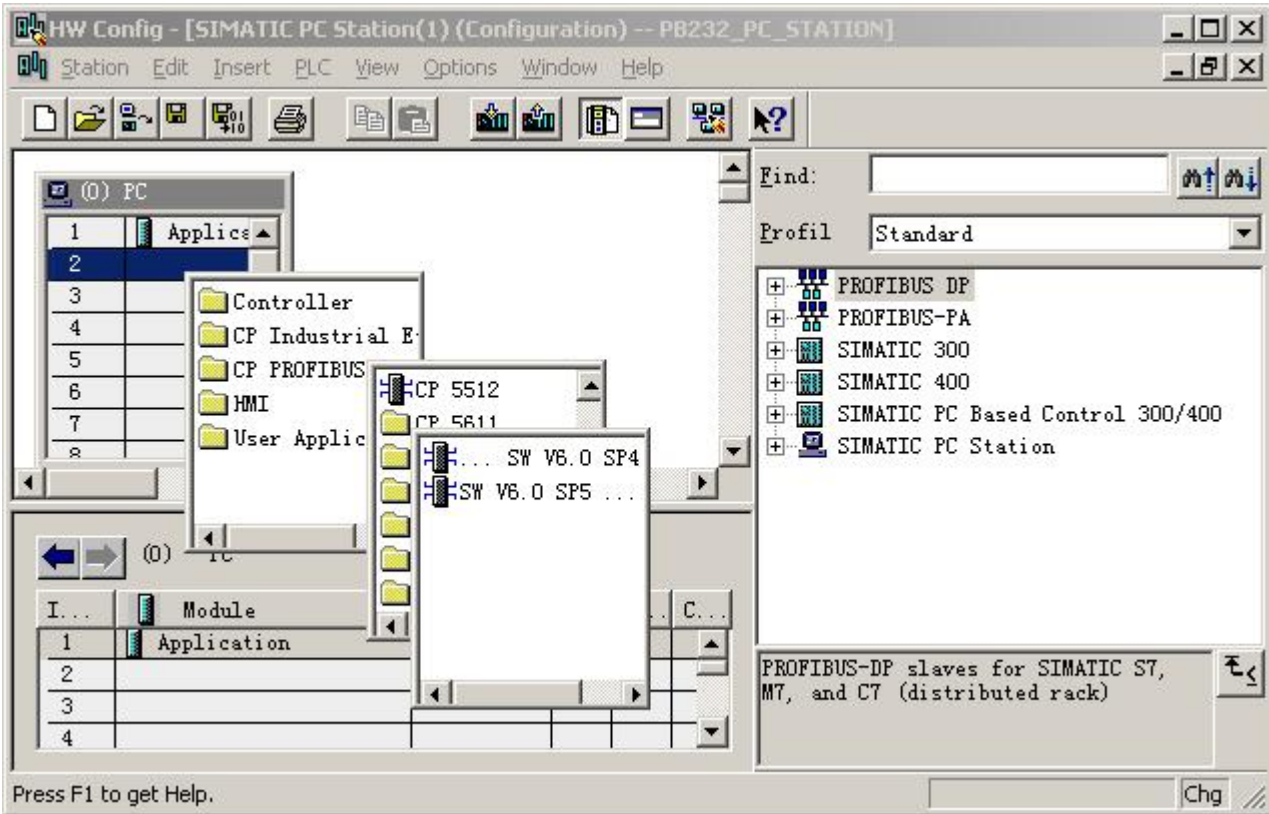 HW Config - [SIMATIC PC Station(1) (Configuration) -- PB232_PC_STATION]
Station Edit Insert PLC View Options Window Help
(0) PC
1 Applica
2
3
4
5
6
7
8
Controller
CP Industrial E
CP PROFIBUS
HMI
User Applic
CP 5512
CP 5611
... SW V6.0 SP4
SW V6.0 SP5 ...
Find:
Profil Standard
PROFIBUS DP
PROFIBUS-PA
SIMATIC 300
SIMATIC 400
SIMATIC PC Based Control 300/400
SIMATIC PC Station
(0) PC
I... Module ... C...
1 Application
2
3
4
PROFIBUS-DP slaves for SIMATIC S7,
M7, and C7 (distributed rack)
Press F1 to get Help.
Chg